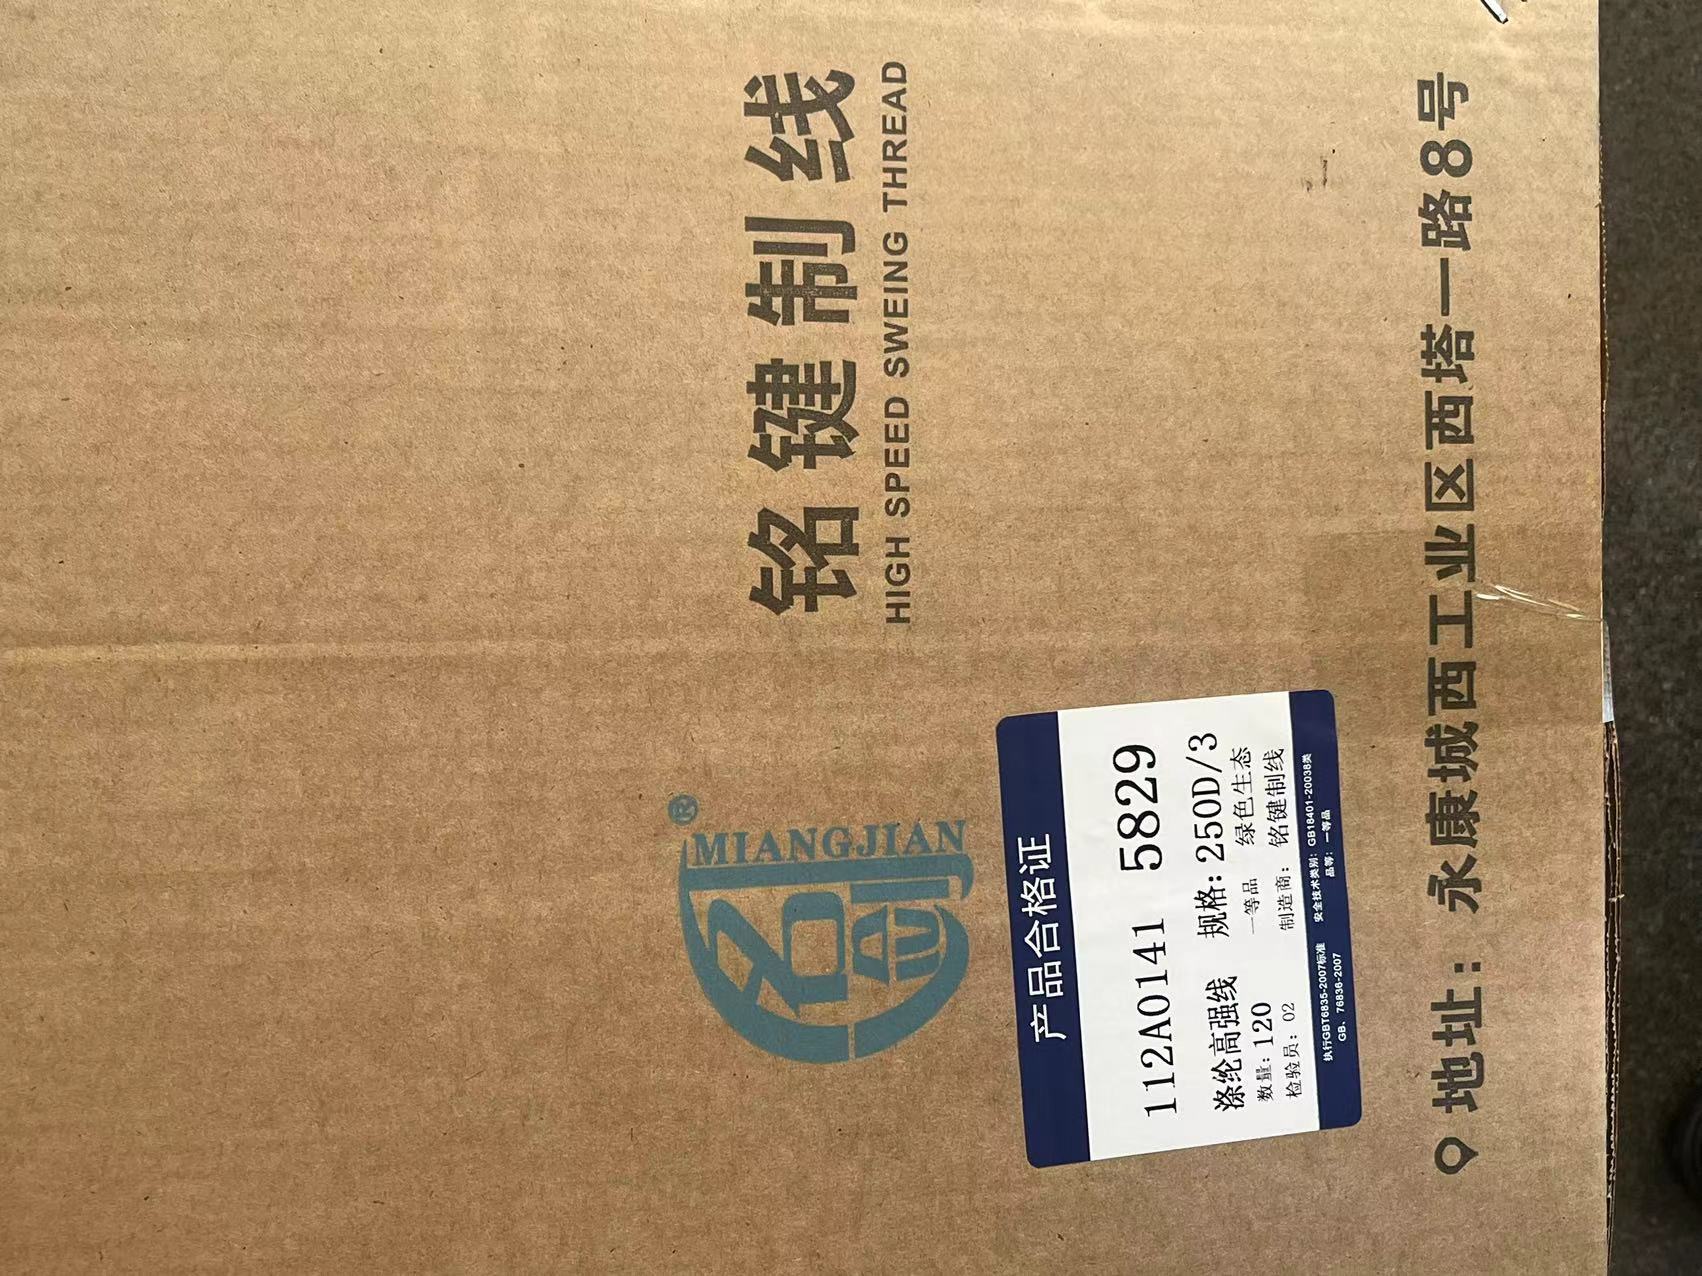 铭键制线
HIGH SPEED SWEING THREAD
名创
MIANGJIAN®
产品合格证
112A0141 5829
涤纶高强线 规格:250D/3
数量:120 一等品 绿色生态
检验员:02 制造商: 铭键制线
执行GBT6835-2007标准 安全技术类别:GB18401-20038类
GB、76836-2007 品等:一等品
地址:永康城西工业区西塔一路8号